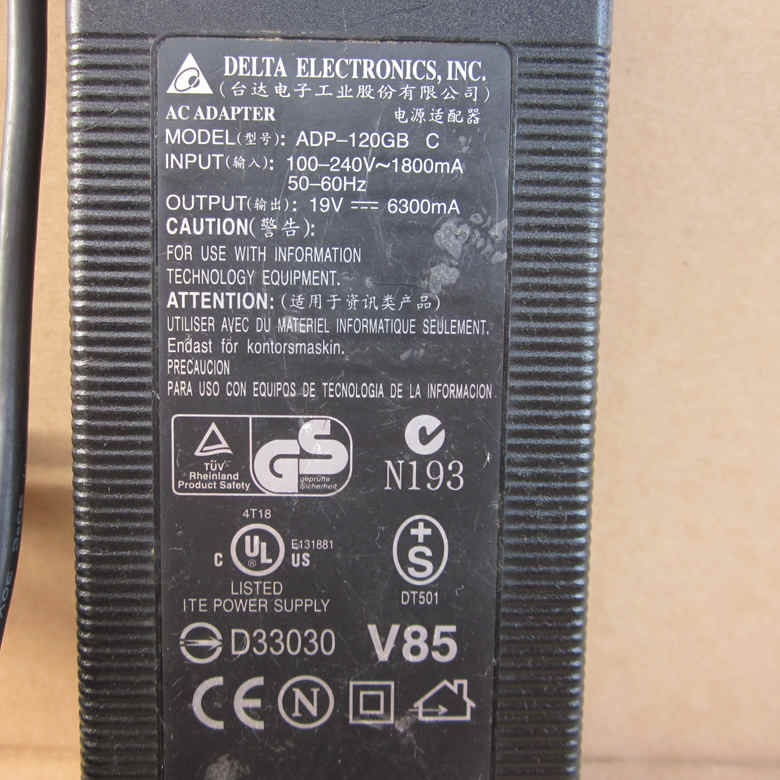 DELTA ELECTRONICS, INC.
(台达电子工业股份有限公司)
AC ADAPTER 电源适配器
MODEL(型号): ADP-120GB C
INPUT(输入): 100-240V~1800mA
50-60Hz
OUTPUT(输出): 19V ⎓ 6300mA
CAUTION(警告):
FOR USE WITH INFORMATION
TECHNOLOGY EQUIPMENT.
ATTENTION: (适用于资讯类产品)
UTILISER AVEC DU MATERIEL INFORMATIQUE SEULEMENT.
Endast för kontorsmaskin.
PRECAUCION
PARA USO CON EQUIPOS DE TECNOLOGIA DE LA INFORMACION
TÜV
Rheinland
Product Safety
GS
geprüfte
Sicherheit
N193
4T18
C UL US E131881
®
LISTED
ITE POWER SUPPLY
+S
DT501
D33030 V85
CE N